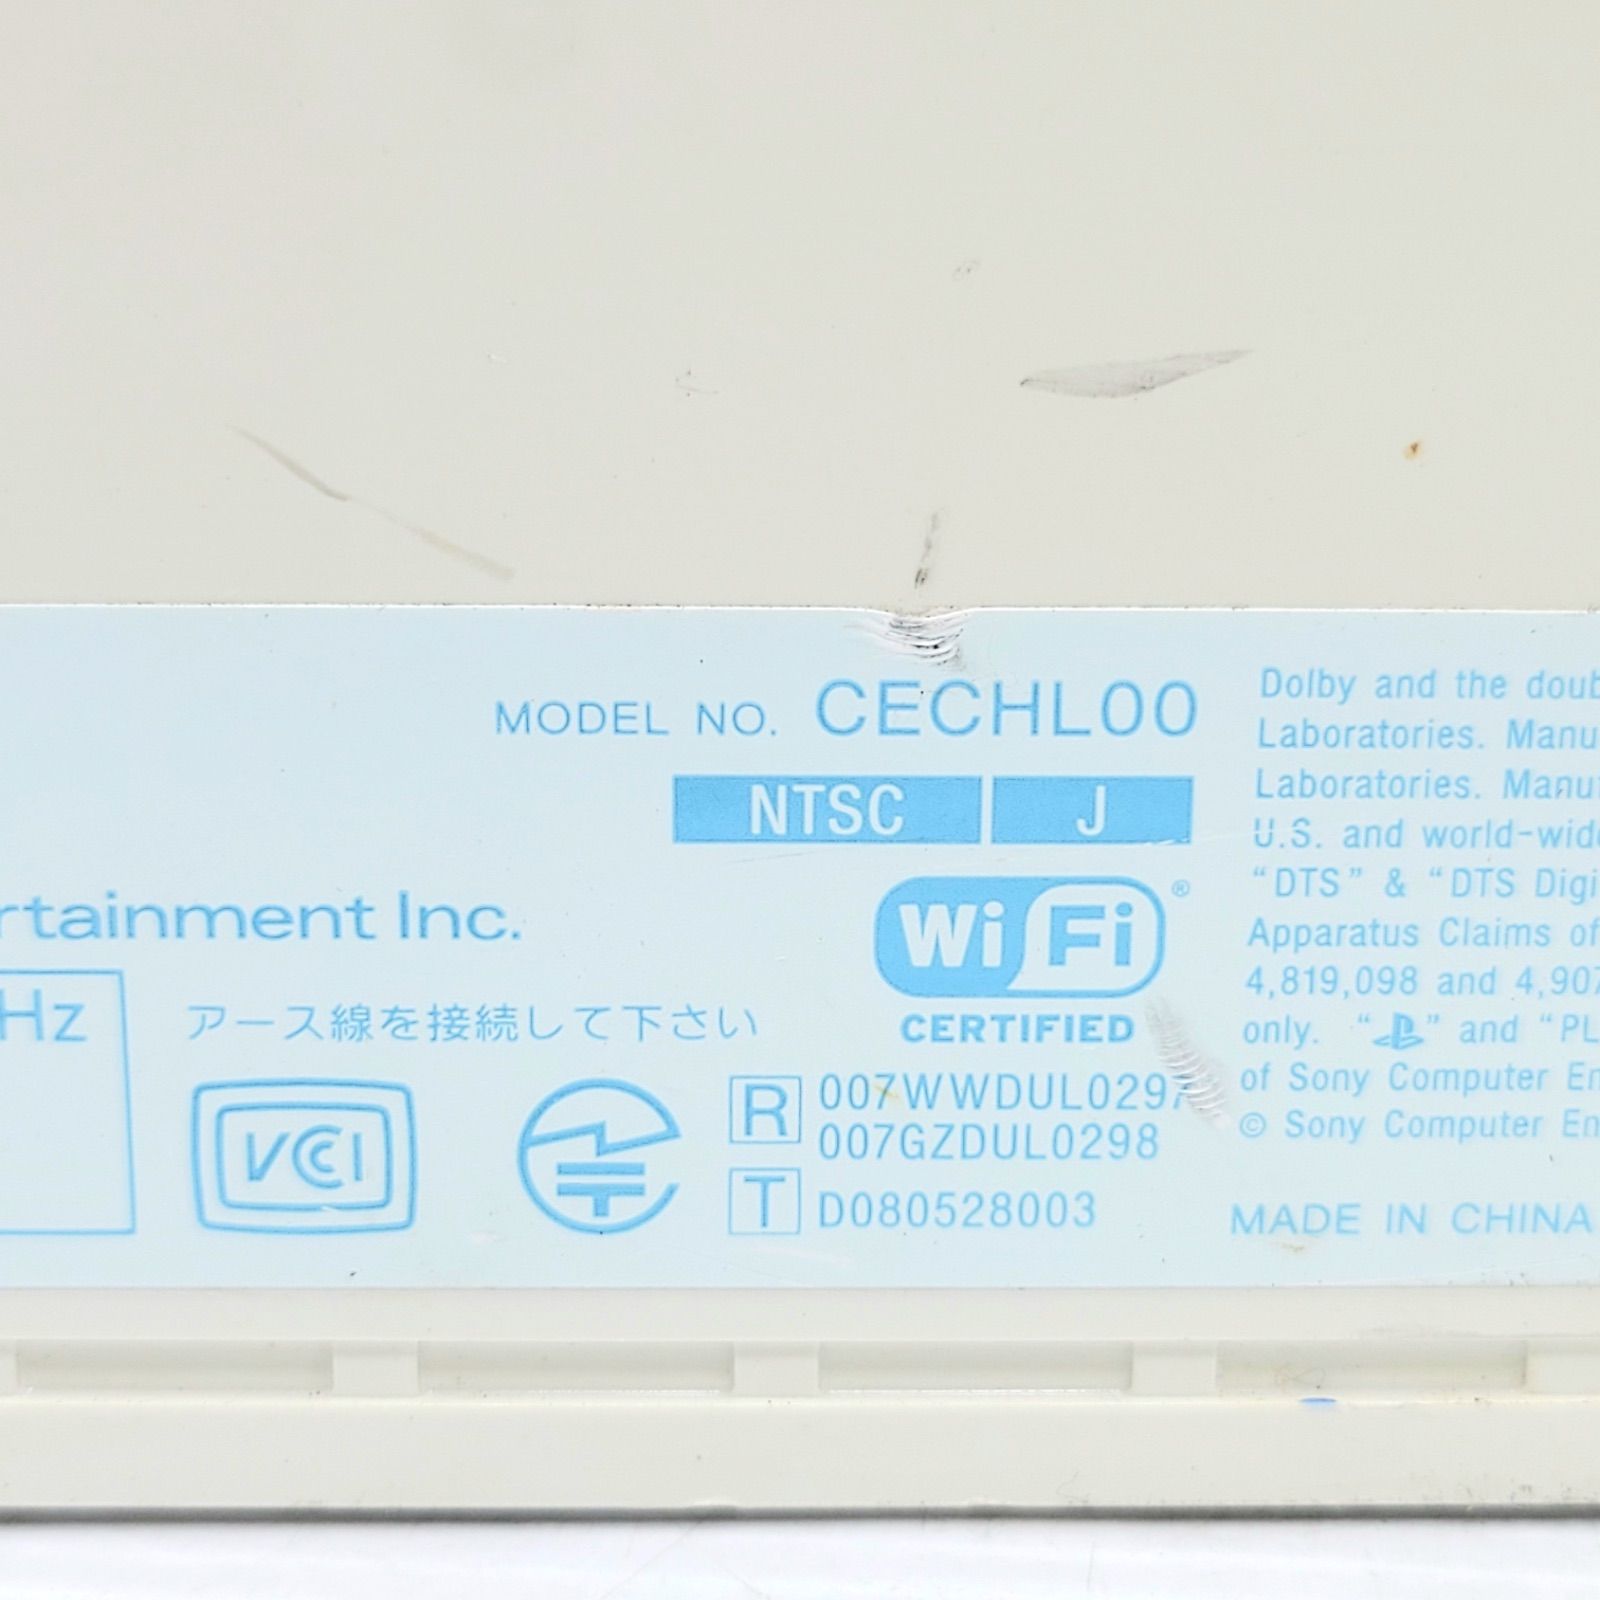 MODEL NO. CECHL00
NTSC J
rtainment Inc.
Hz
アース線を接続して下さい
Wi Fi ®
CERTIFIED
VCCI
R 007WWDUL029
007GZDUL0298
T D080528003
Dolby and the doub
Laboratories. Manu
Laboratories. Manuf
U.S. and world-wide
“DTS” & “DTS Digi
Apparatus Claims of
4,819,098 and 4,907
only. “ ” and “PL
of Sony Computer En
© Sony Computer En
MADE IN CHINA